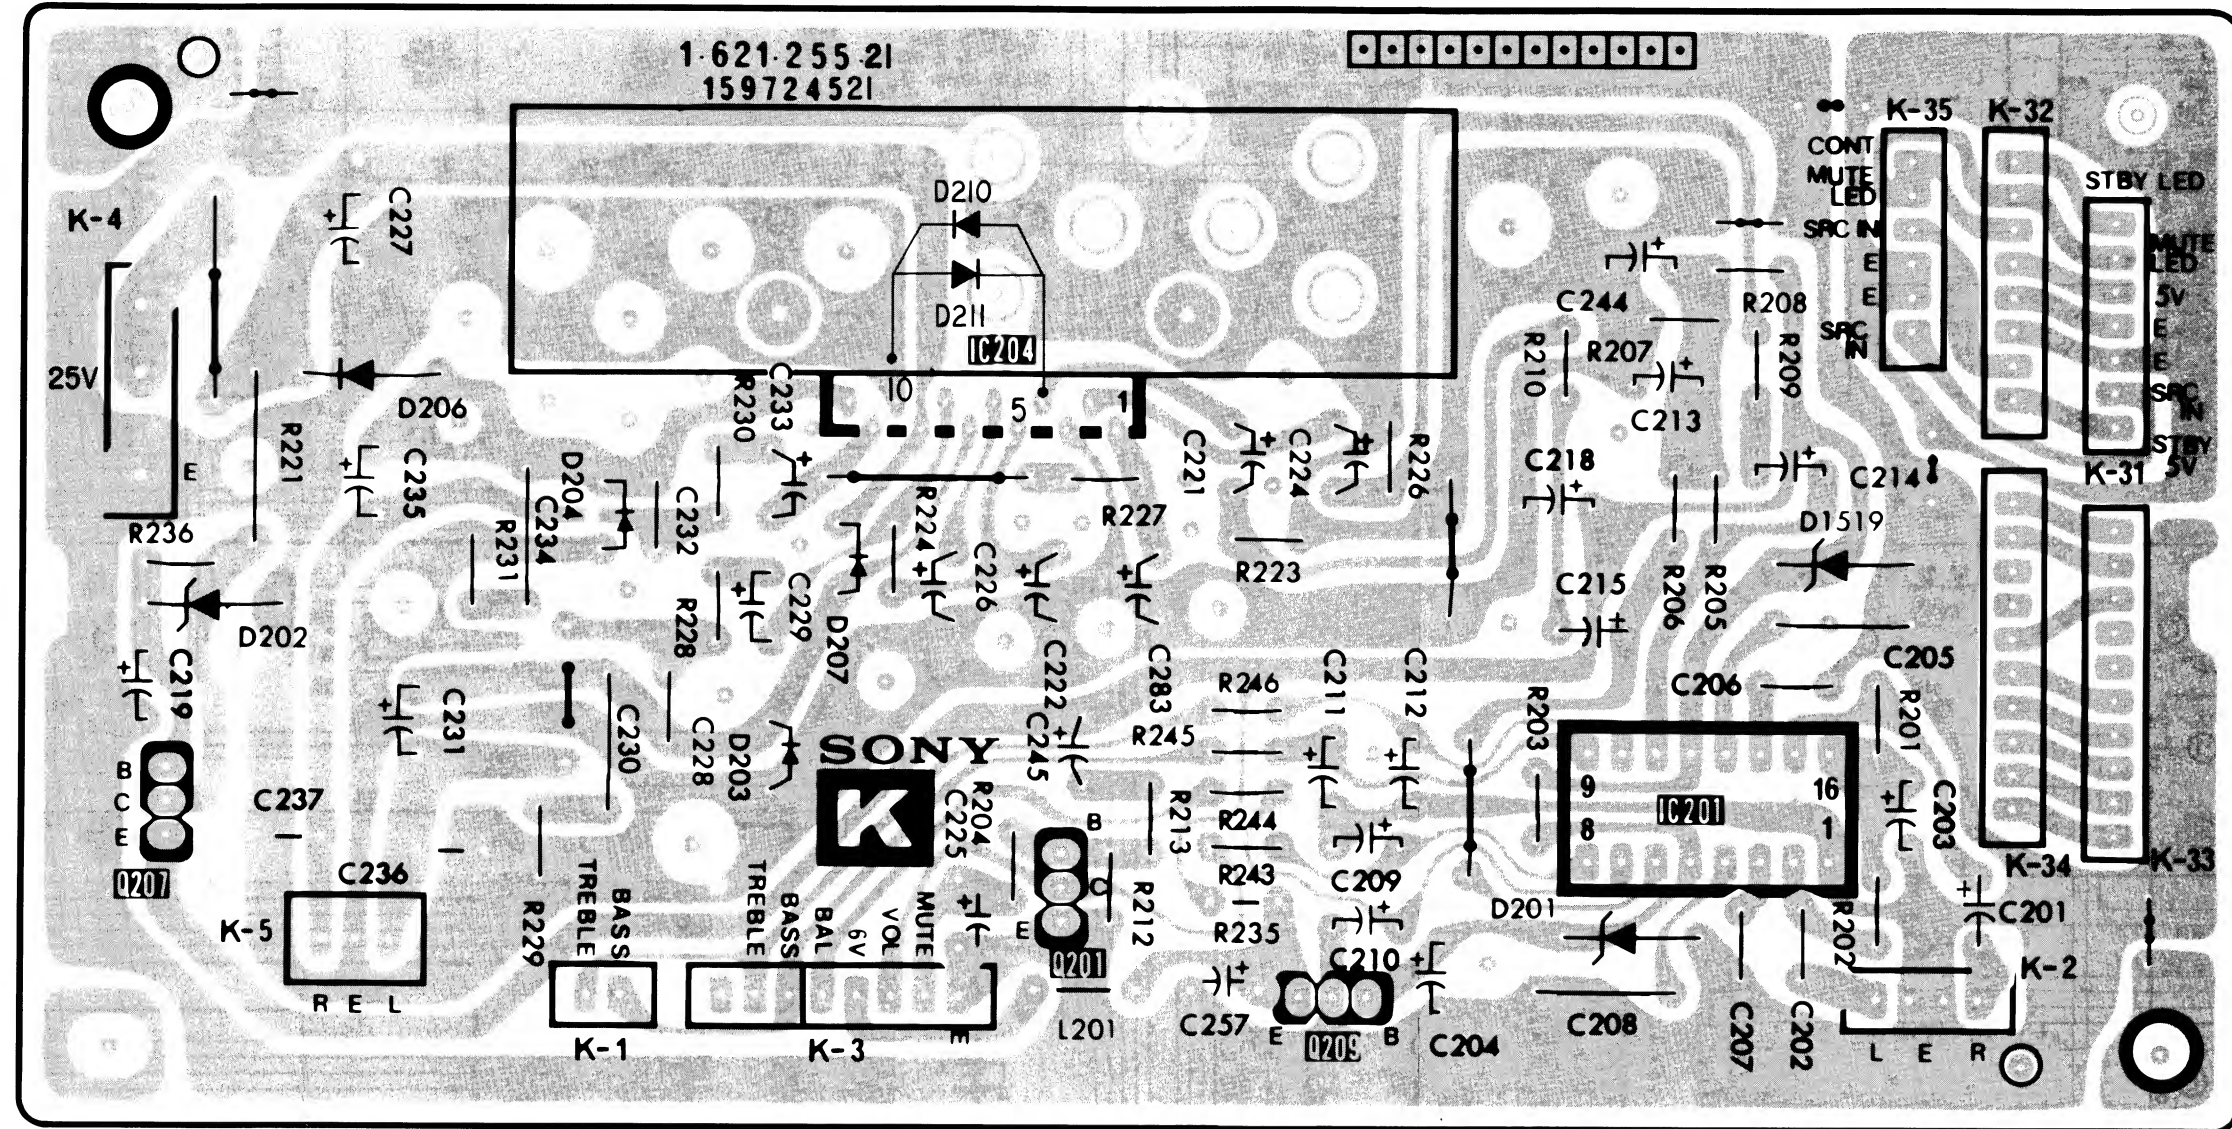 1-621-255-21
159724521
K-35
K-32
CONT
MUTE
LED
SRC IN
E
E
SRC
IN
STBY LED
MUTE
LED
5V
E
E
SRC
IN
STBY
5V
K-31
K-4
25V
E
C227
D206
R221
C235
R236
D202
C219
D210
D211
IC204
10
5
1
R230
C233
D204
C234
R231
C232
R228
C229
D207
R224
C226
R227
C221
C224
R226
R223
C222
C283
C244
R208
R207
R210
R209
C213
C218
C214
D1519
C215
R206
R205
C205
C206
R203
R201
C231
C230
C228
D203
SONY
K
R204
C225
C245
R246
R245
R244
R243
R235
C211
C212
R213
C209
C210
9
8
IC201
16
1
C203
K-34
K-33
B
C
E
Q207
C237
C236
K-5
R E L
R229
TREBLE
BASS
K-1
TREBLE
BASS
BAL
6V
VOL
MUTE
E
K-3
B
C
E
Q201
R212
L201
C257
E
Q209
B
C204
D201
C208
C207
C202
R202
C201
K-2
L E R